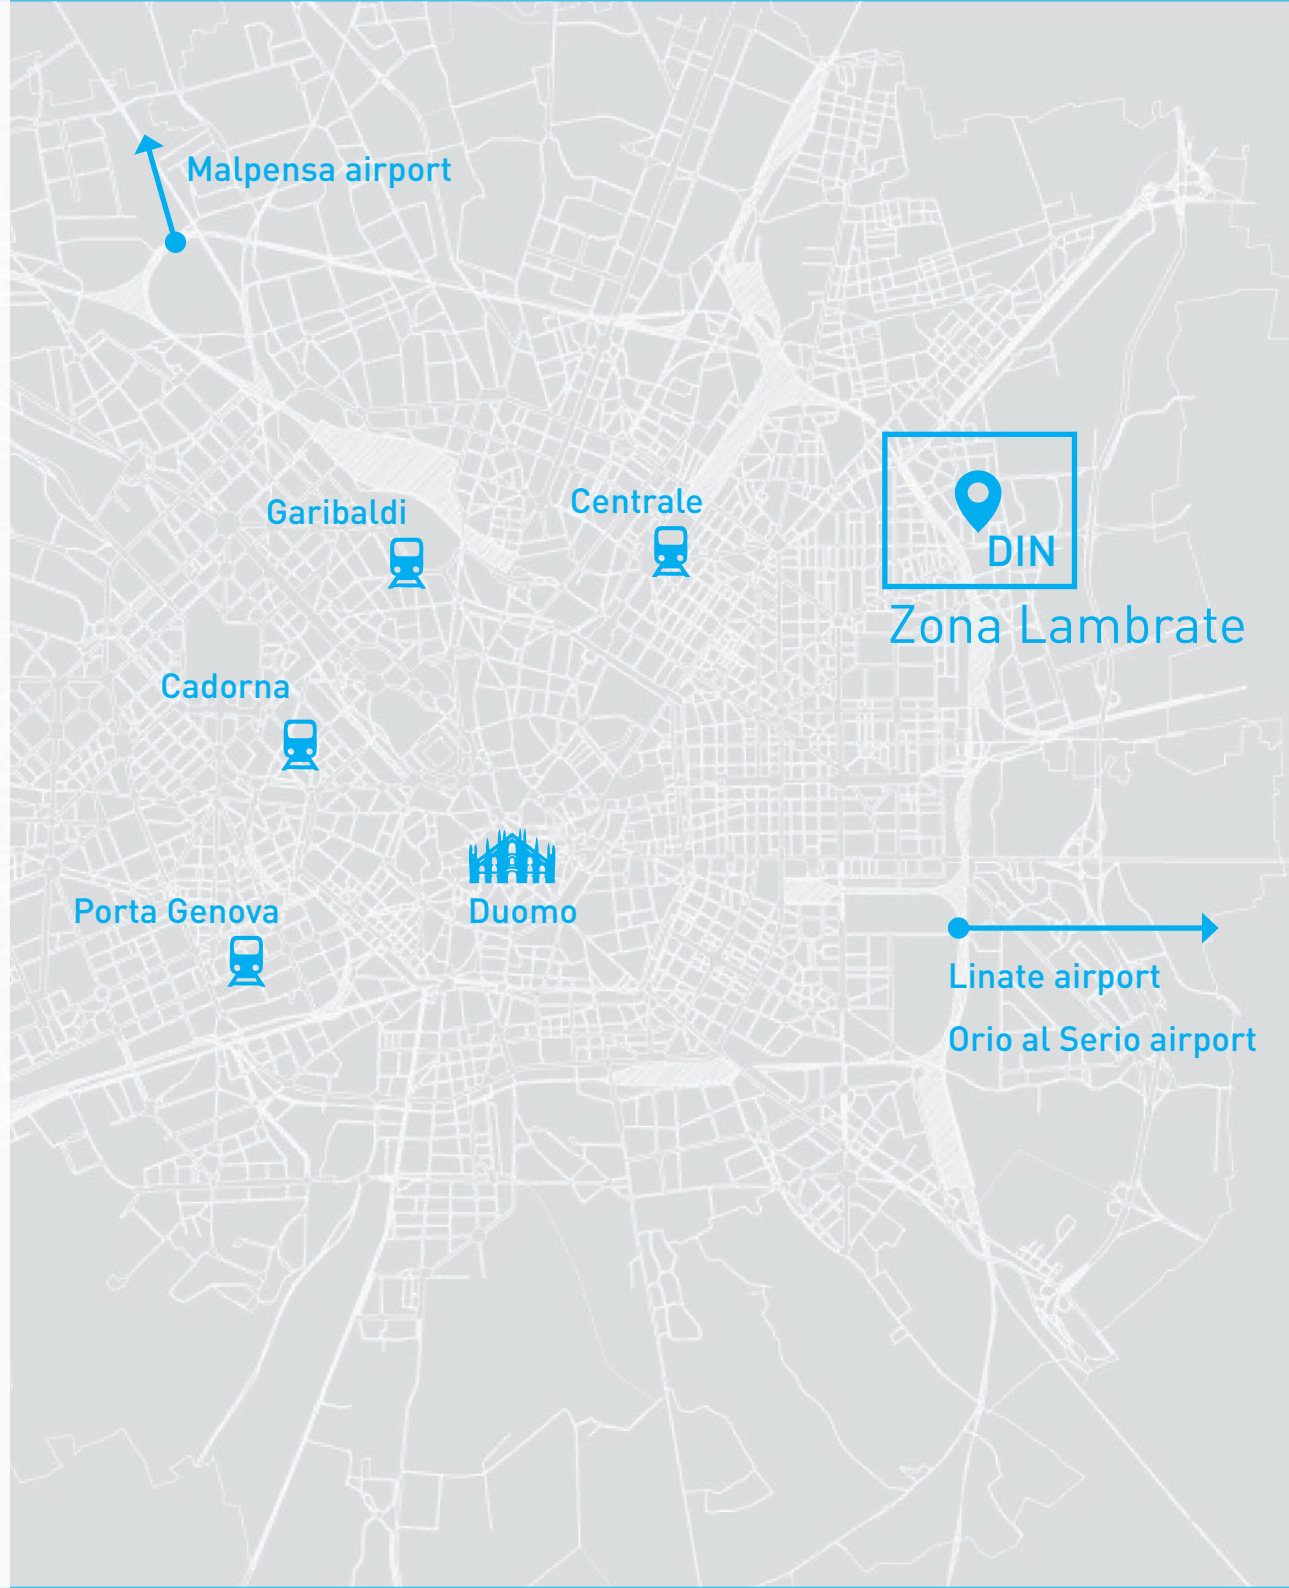 Malpensa airport
Garibaldi
Centrale
DIN
Zona Lambrate
Cadorna
Porta Genova
Duomo
Linate airport
Orio al Serio airport